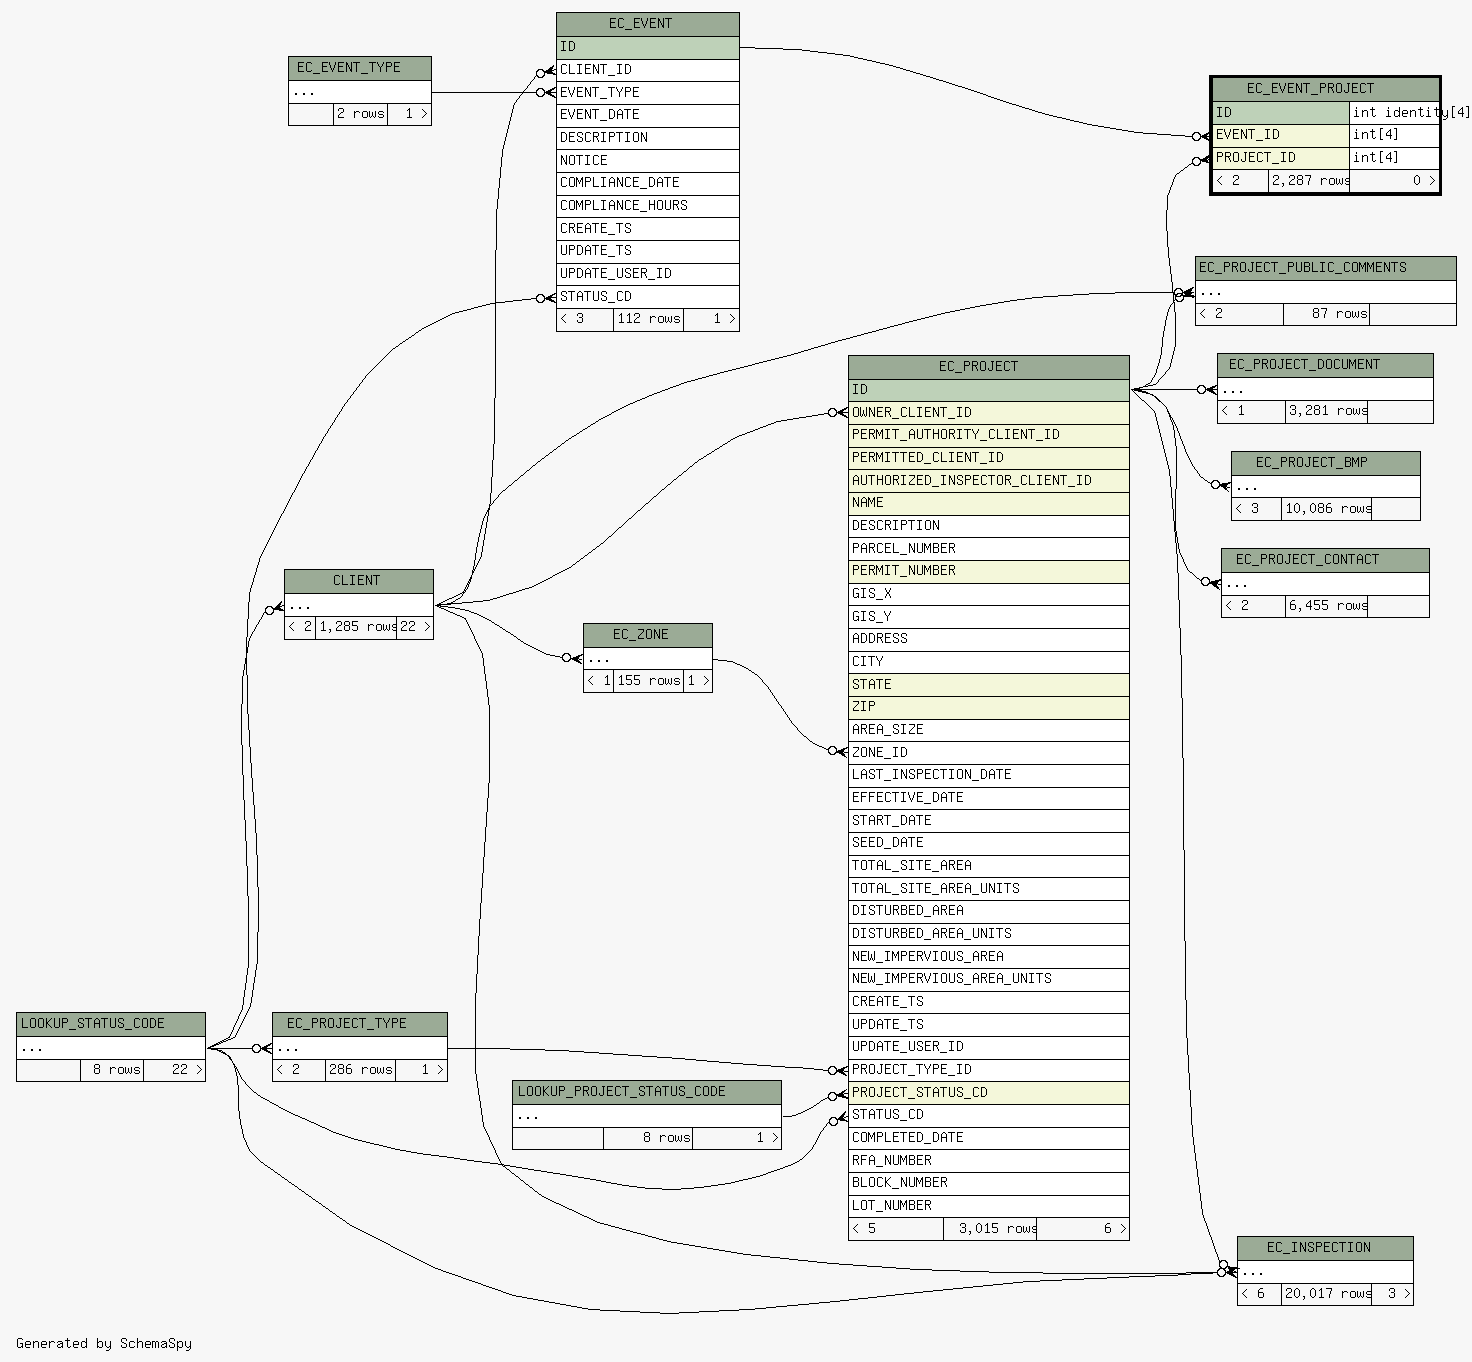 EC_EVENT
ID
CLIENT_ID
EVENT_TYPE
EVENT_DATE
DESCRIPTION
NOTICE
COMPLIANCE_DATE
COMPLIANCE_HOURS
CREATE_TS
UPDATE_TS
UPDATE_USER_ID
STATUS_CD
< 3 112 rows 1 >
EC_EVENT_TYPE
...
2 rows 1 >
EC_EVENT_PROJECT
ID int identity[4]
EVENT_ID int[4]
PROJECT_ID int[4]
< 2 2,287 rows 0 >
EC_PROJECT_PUBLIC_COMMENTS
...
< 2 87 rows
EC_PROJECT_DOCUMENT
...
< 1 3,281 rows
EC_PROJECT_BMP
...
< 3 10,086 rows
EC_PROJECT_CONTACT
...
< 2 6,455 rows
EC_PROJECT
ID
OWNER_CLIENT_ID
PERMIT_AUTHORITY_CLIENT_ID
PERMITTED_CLIENT_ID
AUTHORIZED_INSPECTOR_CLIENT_ID
NAME
DESCRIPTION
PARCEL_NUMBER
PERMIT_NUMBER
GIS_X
GIS_Y
ADDRESS
CITY
STATE
ZIP
AREA_SIZE
ZONE_ID
LAST_INSPECTION_DATE
EFFECTIVE_DATE
START_DATE
SEED_DATE
TOTAL_SITE_AREA
TOTAL_SITE_AREA_UNITS
DISTURBED_AREA
DISTURBED_AREA_UNITS
NEW_IMPERVIOUS_AREA
NEW_IMPERVIOUS_AREA_UNITS
CREATE_TS
UPDATE_TS
UPDATE_USER_ID
PROJECT_TYPE_ID
PROJECT_STATUS_CD
STATUS_CD
COMPLETED_DATE
RFA_NUMBER
BLOCK_NUMBER
LOT_NUMBER
< 5 3,015 rows 6 >
CLIENT
...
< 2 1,285 rows 22 >
EC_ZONE
...
< 1 155 rows 1 >
LOOKUP_STATUS_CODE
...
8 rows 22 >
EC_PROJECT_TYPE
...
< 2 286 rows 1 >
LOOKUP_PROJECT_STATUS_CODE
...
8 rows 1 >
EC_INSPECTION
...
< 6 20,017 rows 3 >
Generated by SchemaSpy